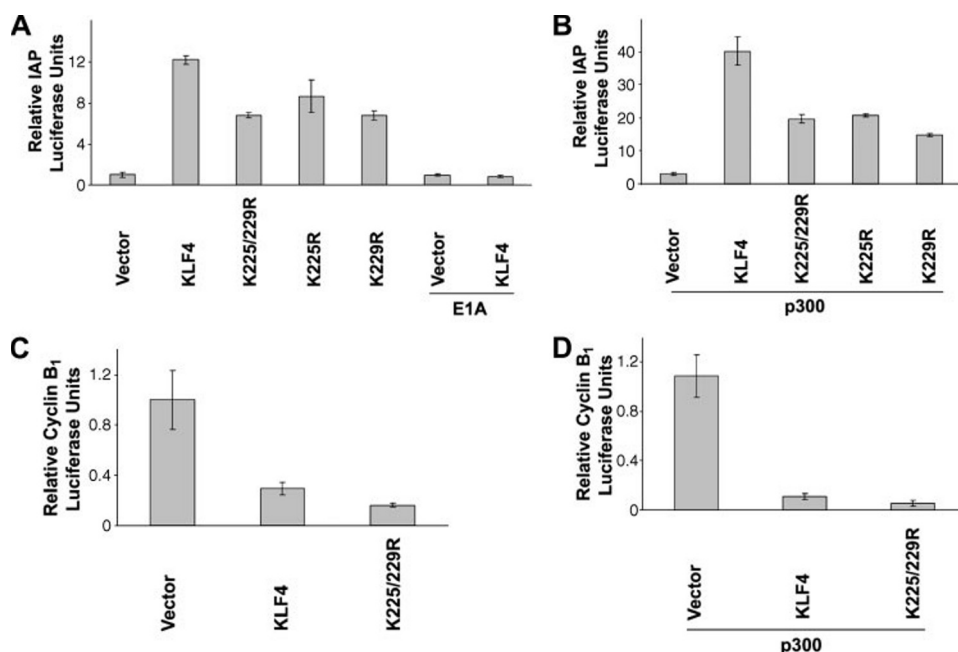 A
Relative IAP
Luciferase Units
12
8
4
0
Vector
KLF4
K225/229R
K225R
K229R
Vector
KLF4
E1A
B
Relative IAP
Luciferase Units
40
30
20
10
0
Vector
KLF4
K225/229R
K225R
K229R
p300
C
Relative Cyclin B1
Luciferase Units
1.2
0.8
0.4
0
Vector
KLF4
K225/229R
D
Relative Cyclin B1
Luciferase Units
1.2
0.8
0.4
0
Vector
KLF4
K225/229R
p300